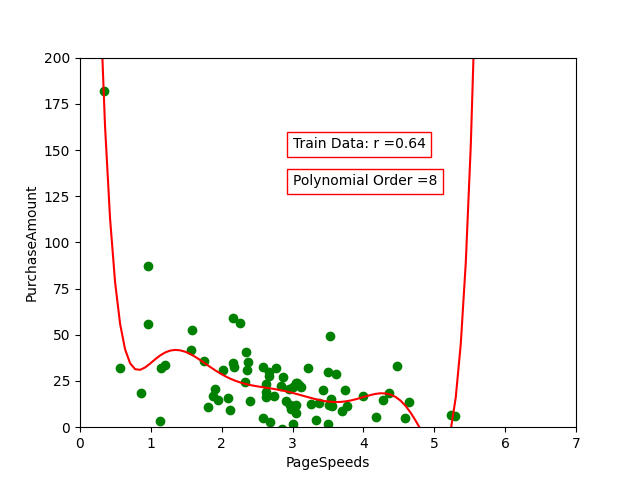 200
175
150
125
100
75
50
25
0
PurchaseAmount
Train Data: r =0.64
Polynomial Order =8
0 1 2 3 4 5 6 7
PageSpeeds